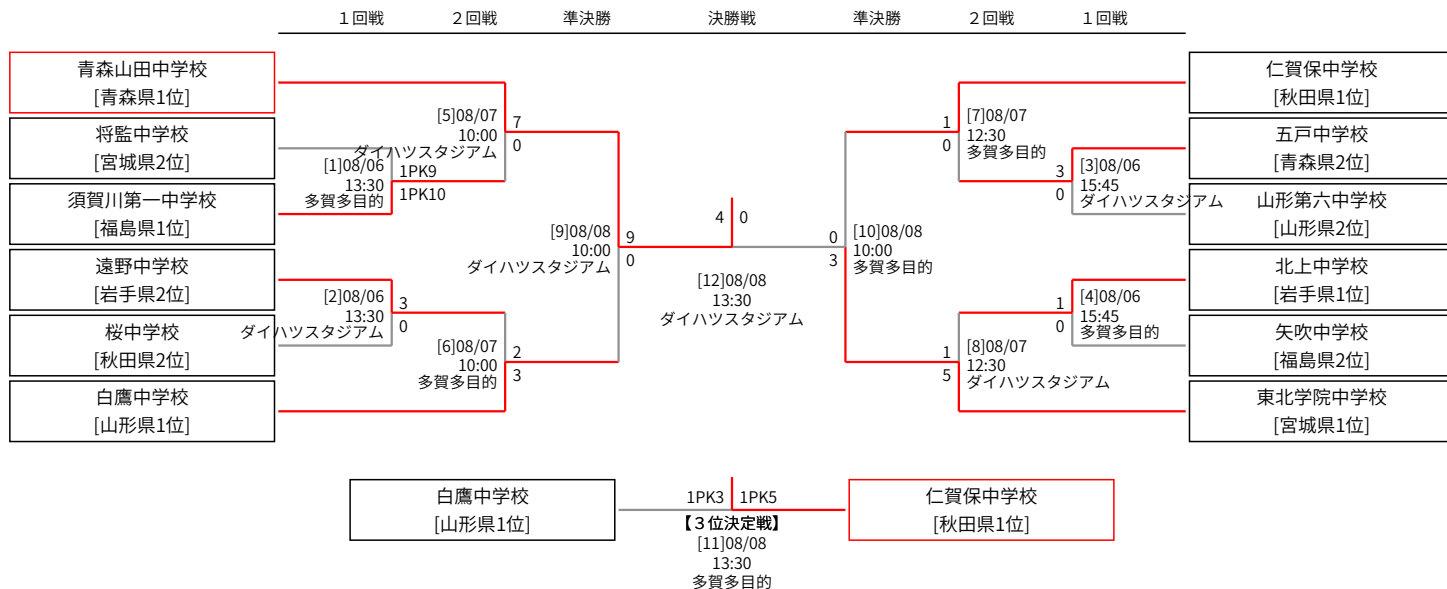 １回戦
２回戦
準決勝
決勝戦
準決勝
２回戦
１回戦
青森山田中学校
[青森県1位]
将監中学校
[宮城県2位]
須賀川第一中学校
[福島県1位]
遠野中学校
[岩手県2位]
桜中学校
[秋田県2位]
白鷹中学校
[山形県1位]
[1]08/06
13:30
多賀多目的
1PK9
1PK10
[2]08/06
13:30
ダイハツスタジアム
3
0
[5]08/07
10:00
ダイハツスタジアム
7
0
[6]08/07
10:00
多賀多目的
2
3
[9]08/08
10:00
ダイハツスタジアム
9
0
4
0
[12]08/08
13:30
ダイハツスタジアム
0
3
[10]08/08
10:00
多賀多目的
1
0
[7]08/07
12:30
多賀多目的
1
5
[8]08/07
12:30
ダイハツスタジアム
3
0
[3]08/06
15:45
ダイハツスタジアム
1
0
[4]08/06
15:45
多賀多目的
仁賀保中学校
[秋田県1位]
五戸中学校
[青森県2位]
山形第六中学校
[山形県2位]
北上中学校
[岩手県1位]
矢吹中学校
[福島県2位]
東北学院中学校
[宮城県1位]
白鷹中学校
[山形県1位]
1PK3
1PK5
【３位決定戦】
[11]08/08
13:30
多賀多目的
仁賀保中学校
[秋田県1位]